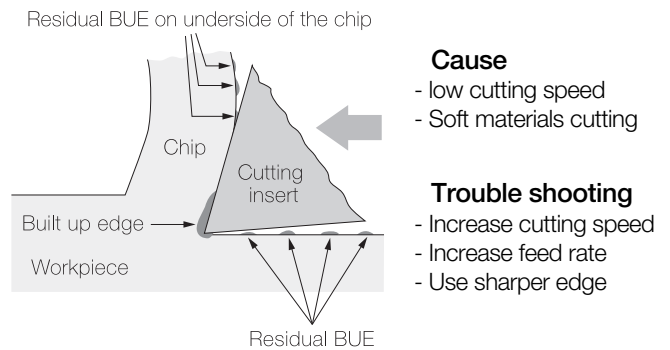 Residual BUE on underside of the chip
Chip
Cutting
insert
Built up edge
Workpiece
Residual BUE
Cause
- low cutting speed
- Soft materials cutting
Trouble shooting
- Increase cutting speed
- Increase feed rate
- Use sharper edge